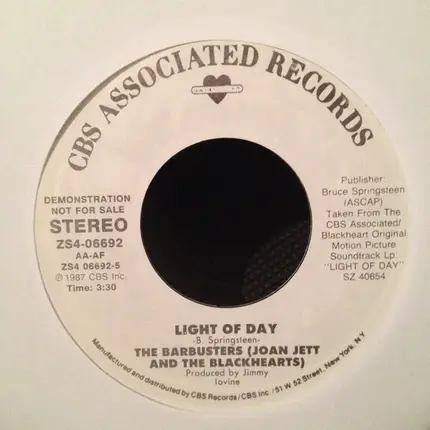 CBS ASSOCIATED RECORDS
DEMONSTRATION
NOT FOR SALE
STEREO
ZS4-06692
AA-AF
ZS4 06692-5
℗ 1987 CBS Inc.
Time: 3:30
Publisher:
Bruce Springsteen
(ASCAP)
Taken From The
CBS Associated/
Blackheart Original
Motion Picture
Soundtrack Lp:
"LIGHT OF DAY"
SZ 40654
LIGHT OF DAY
-B. Springsteen-
THE BARBUSTERS (JOAN JETT
AND THE BLACKHEARTS)
Produced by Jimmy
Iovine
Manufactured and distributed by CBS Records/CBS Inc./51 W 52 Street, New York, N.Y.